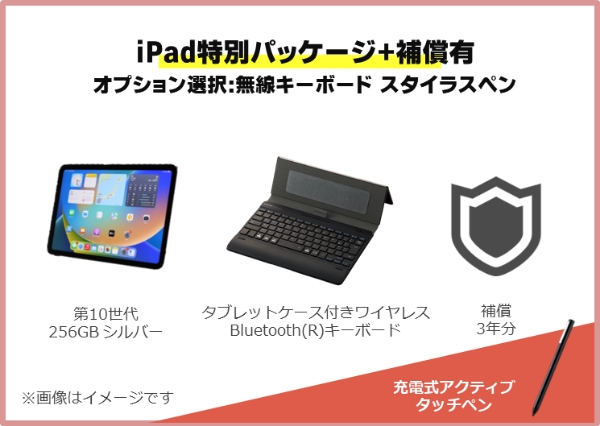 iPad特別パッケージ+補償有
オプション選択:無線キーボード スタイラスペン
第10世代
256GB シルバー
タブレットケース付きワイヤレス
Bluetooth(R)キーボード
補償
3年分
充電式アクティブ
タッチペン
※画像はイメージです